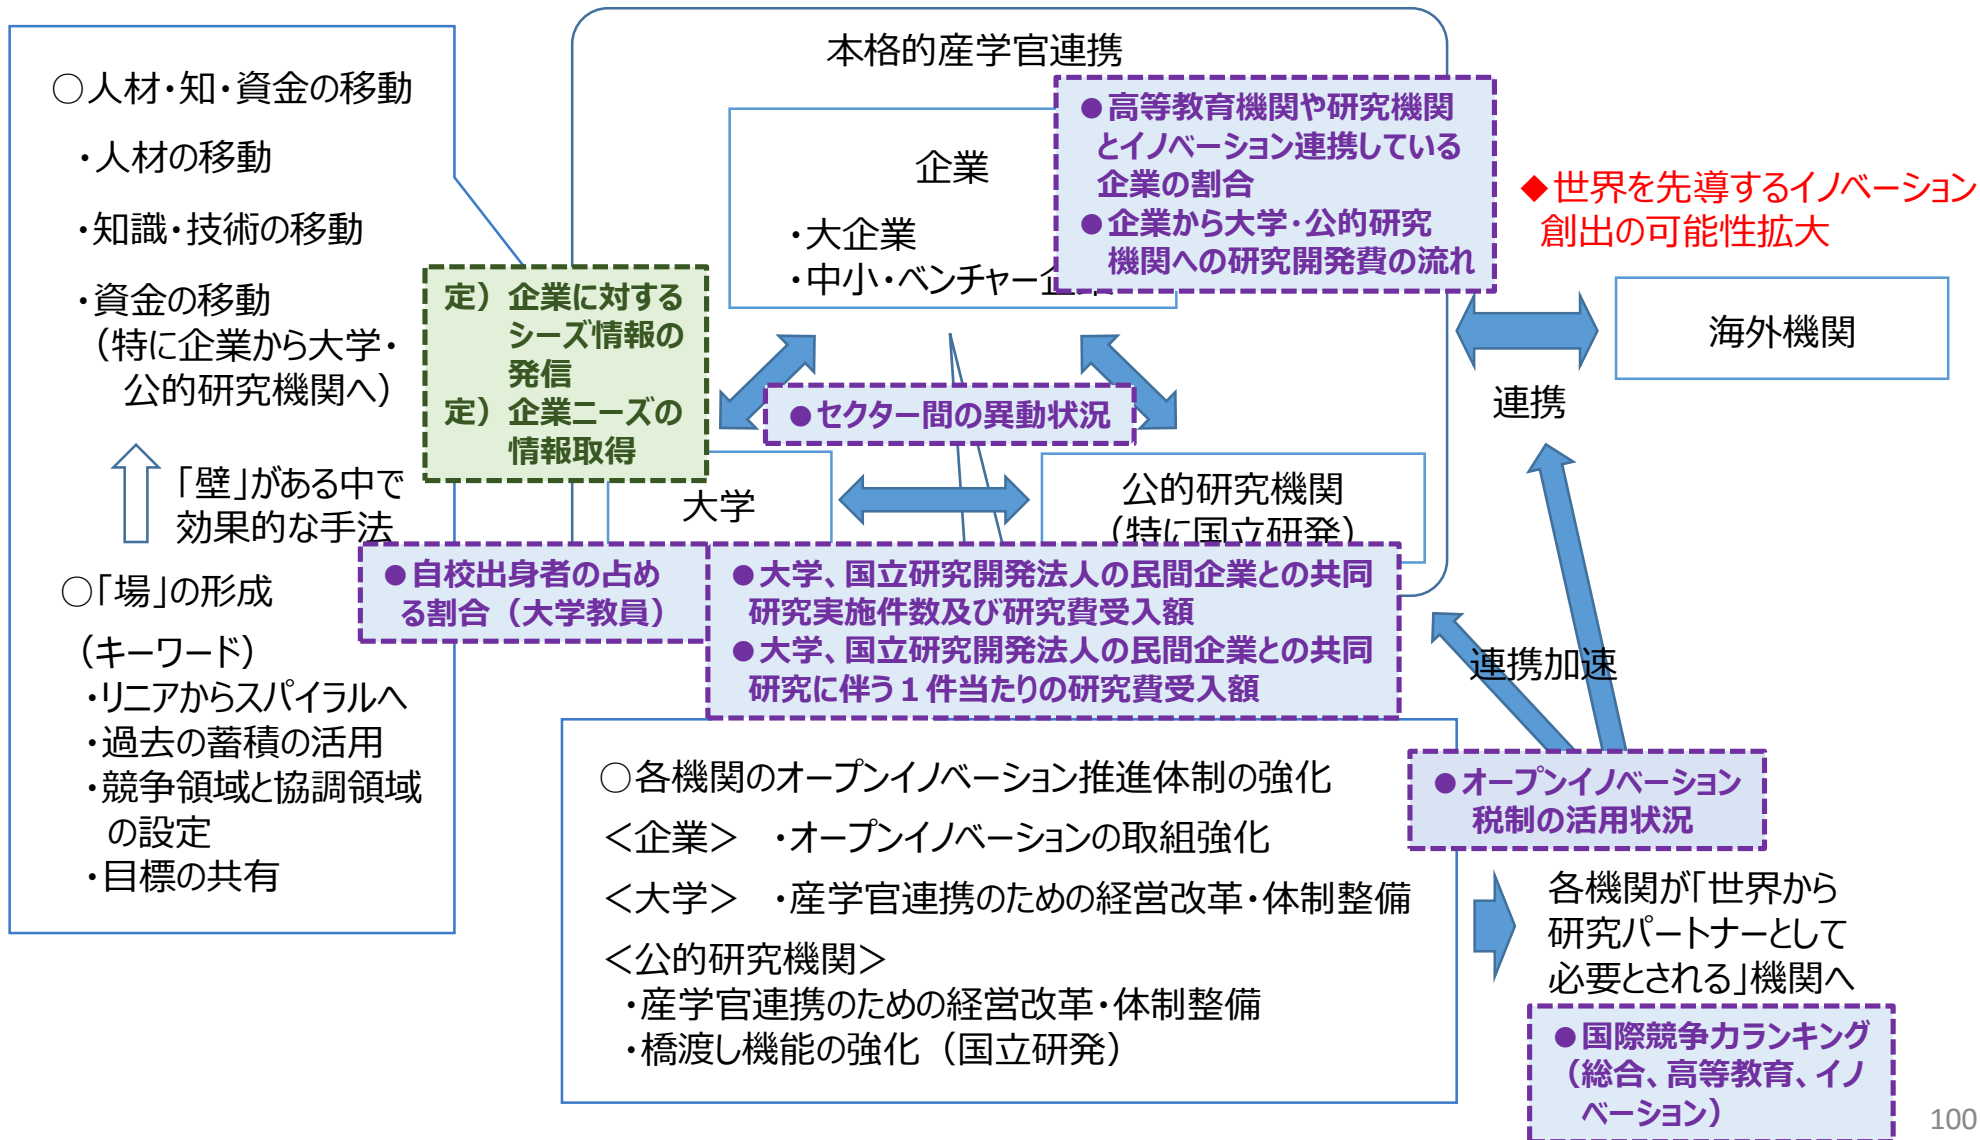 ○人材・知・資金の移動
・人材の移動
・知識・技術の移動
・資金の移動
（特に企業から大学・
公的研究機関へ）
「壁」がある中で
効果的な手法
○「場」の形成
（キーワード）
・リニアからスパイラルへ
・過去の蓄積の活用
・競争領域と協調領域
の設定
・目標の共有
本格的産学官連携
企業
・大企業
・中小・ベンチャー企業
●高等教育機関や研究機関
とイノベーション連携している
企業の割合
●企業から大学・公的研究
機関への研究開発費の流れ
◆世界を先導するイノベーション
創出の可能性拡大
定）企業に対する
シーズ情報の
発信
定）企業ニーズの
情報取得
●セクター間の異動状況
海外機関
連携
大学
公的研究機関
（特に国立研発）
●自校出身者の占め
る割合（大学教員）
●大学、国立研究開発法人の民間企業との共同
研究実施件数及び研究費受入額
●大学、国立研究開発法人の民間企業との共同
研究に伴う１件当たりの研究費受入額
連携加速
○各機関のオープンイノベーション推進体制の強化
＜企業＞　・オープンイノベーションの取組強化
＜大学＞　・産学官連携のための経営改革・体制整備
＜公的研究機関＞
・産学官連携のための経営改革・体制整備
・橋渡し機能の強化（国立研発）
●オープンイノベーション
税制の活用状況
各機関が「世界から
研究パートナーとして
必要とされる」機関へ
●国際競争力ランキング
（総合、高等教育、イノ
ベーション）
100